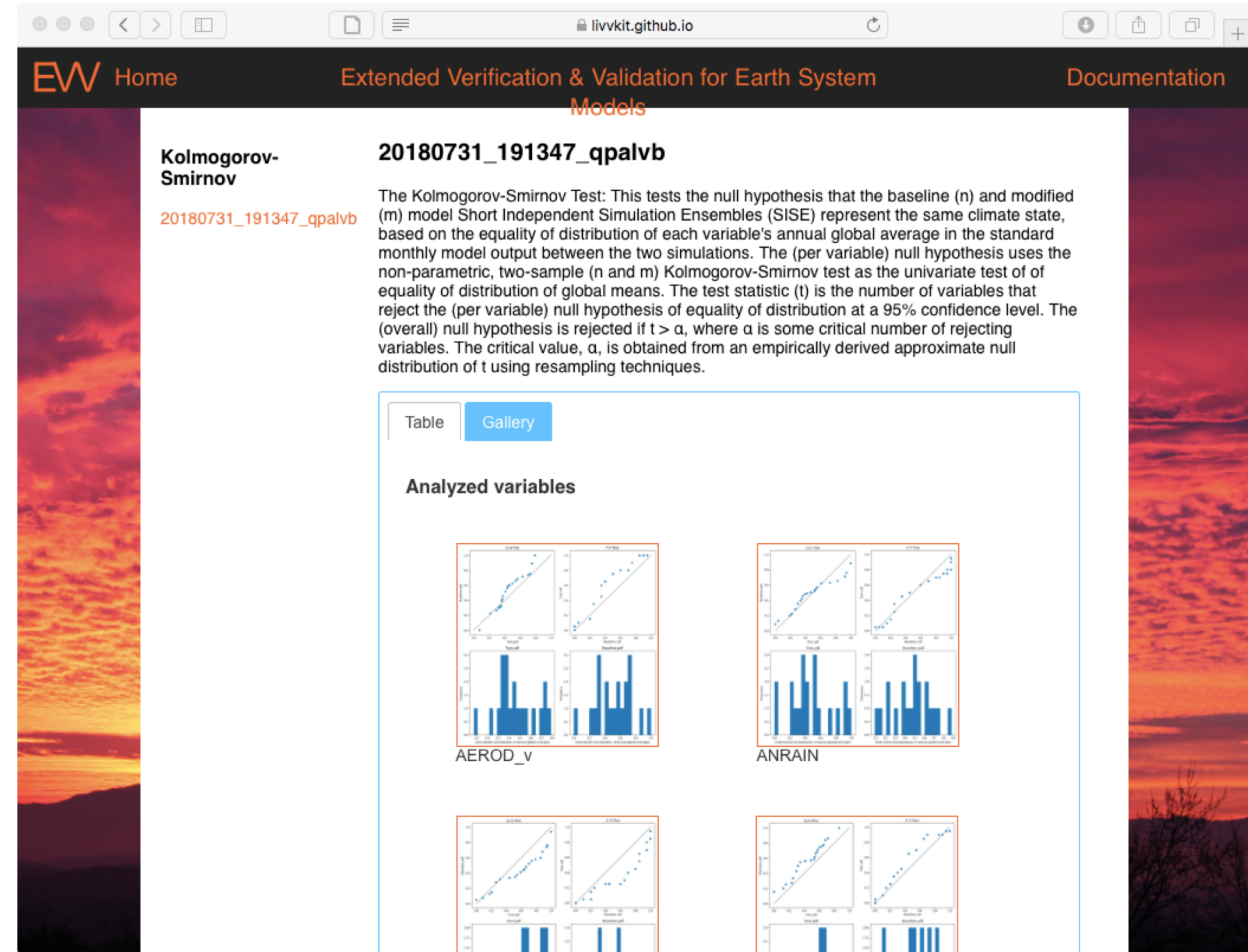 livvkit.github.io
EVV Home
Extended Verification & Validation for Earth System
Models
Documentation
Kolmogorov-
Smirnov
20180731_191347_qpalvb
20180731_191347_qpalvb
The Kolmogorov-Smirnov Test: This tests the null hypothesis that the baseline (n) and modified
(m) model Short Independent Simulation Ensembles (SISE) represent the same climate state,
based on the equality of distribution of each variable's annual global average in the standard
monthly model output between the two simulations. The (per variable) null hypothesis uses the
non-parametric, two-sample (n and m) Kolmogorov-Smirnov test as the univariate test of of
equality of distribution of global means. The test statistic (t) is the number of variables that
reject the (per variable) null hypothesis of equality of distribution at a 95% confidence level. The
(overall) null hypothesis is rejected if t > α, where α is some critical number of rejecting
variables. The critical value, α, is obtained from an empirically derived approximate null
distribution of t using resampling techniques.
Table
Gallery
Analyzed variables
AEROD_v
ANRAIN